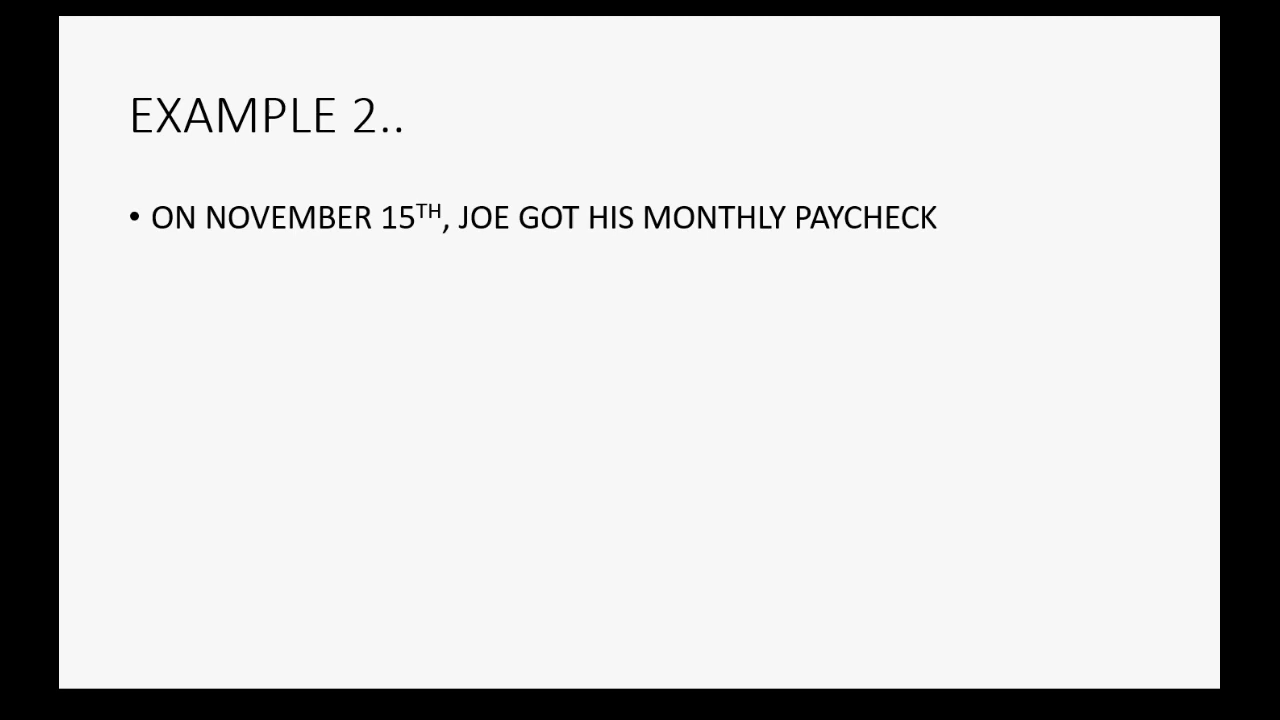 EXAMPLE 2..
• ON NOVEMBER 15TH, JOE GOT HIS MONTHLY PAYCHECK